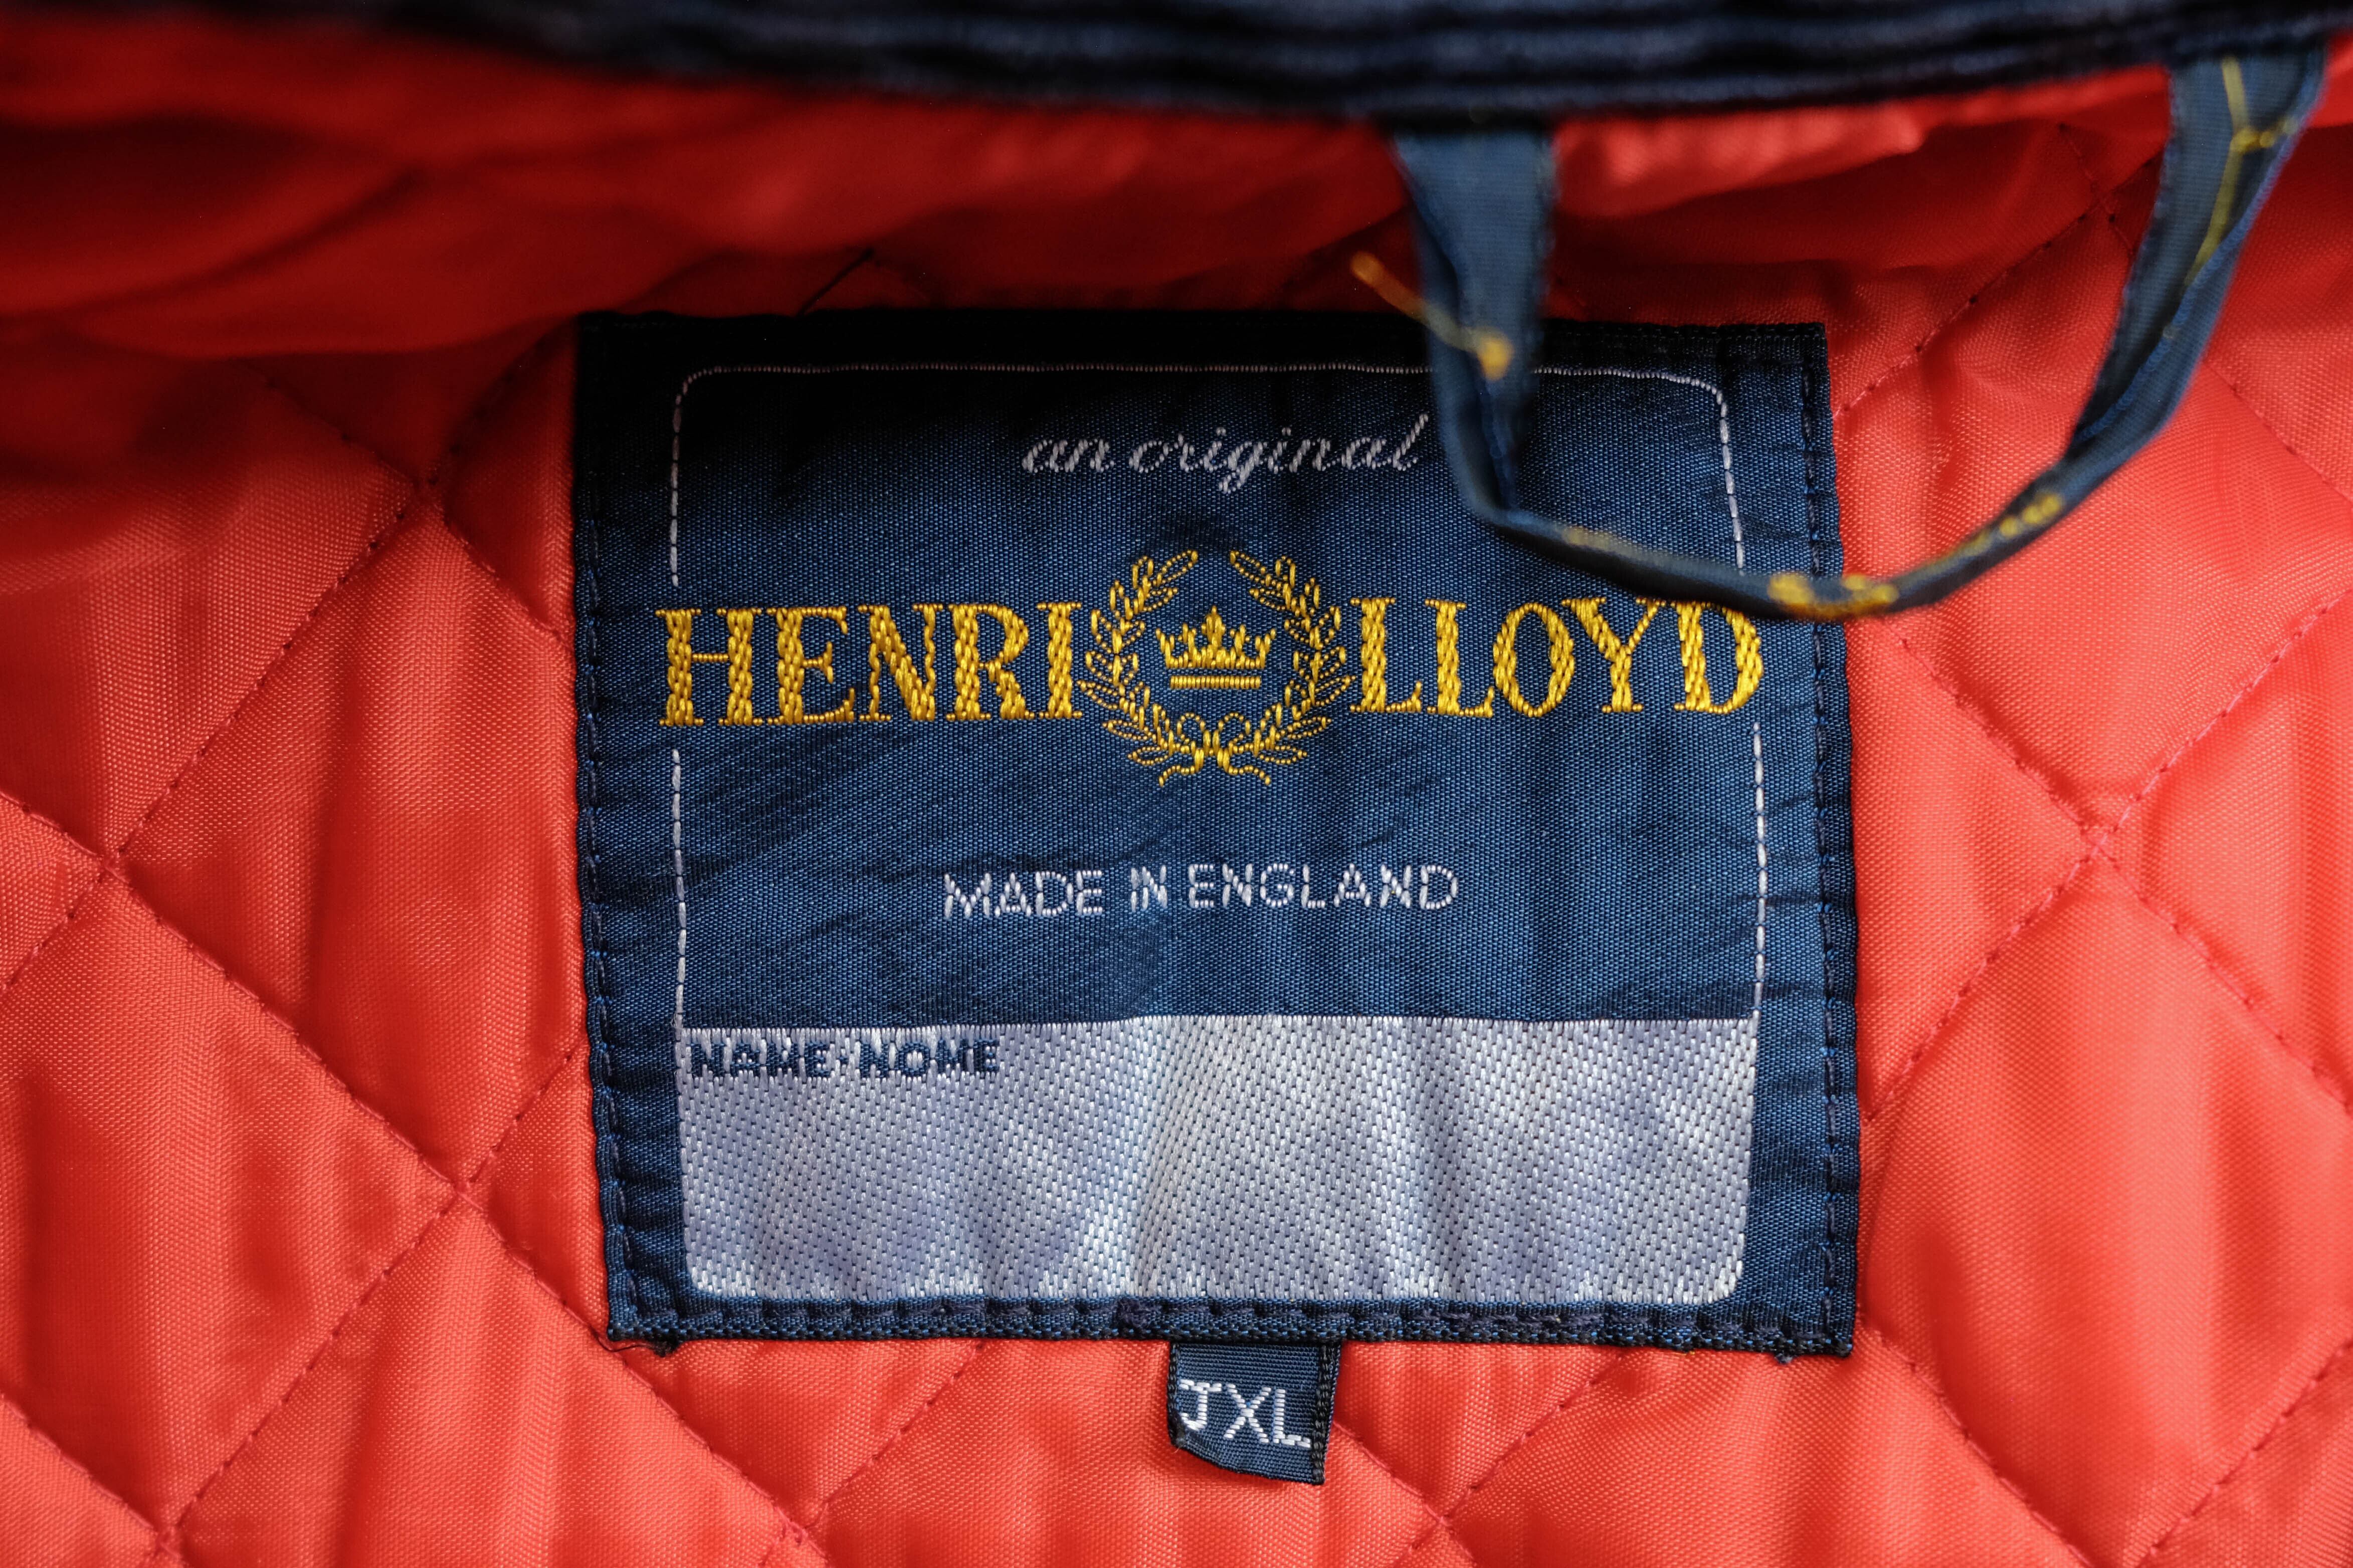 an original
HENRI LLOYD
MADE IN ENGLAND
NAME·NOME
JXL